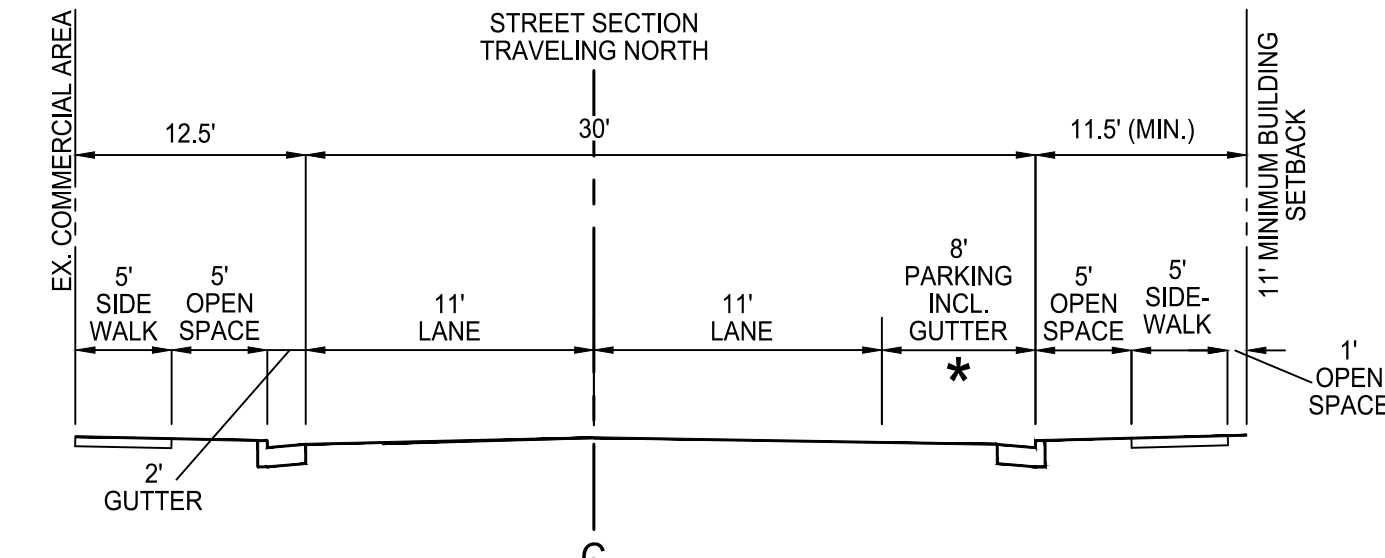 STREET SECTION
TRAVELING NORTH
EX. COMMERCIAL AREA
12.5'
30'
11.5' (MIN.)
11' MINIMUM BUILDING
SETBACK
5'
SIDE
WALK
5'
OPEN
SPACE
11'
LANE
11'
LANE
8'
PARKING
INCL.
GUTTER
*
5'
OPEN
SPACE
5'
SIDE-
WALK
1'
OPEN
SPACE
2'
GUTTER
C